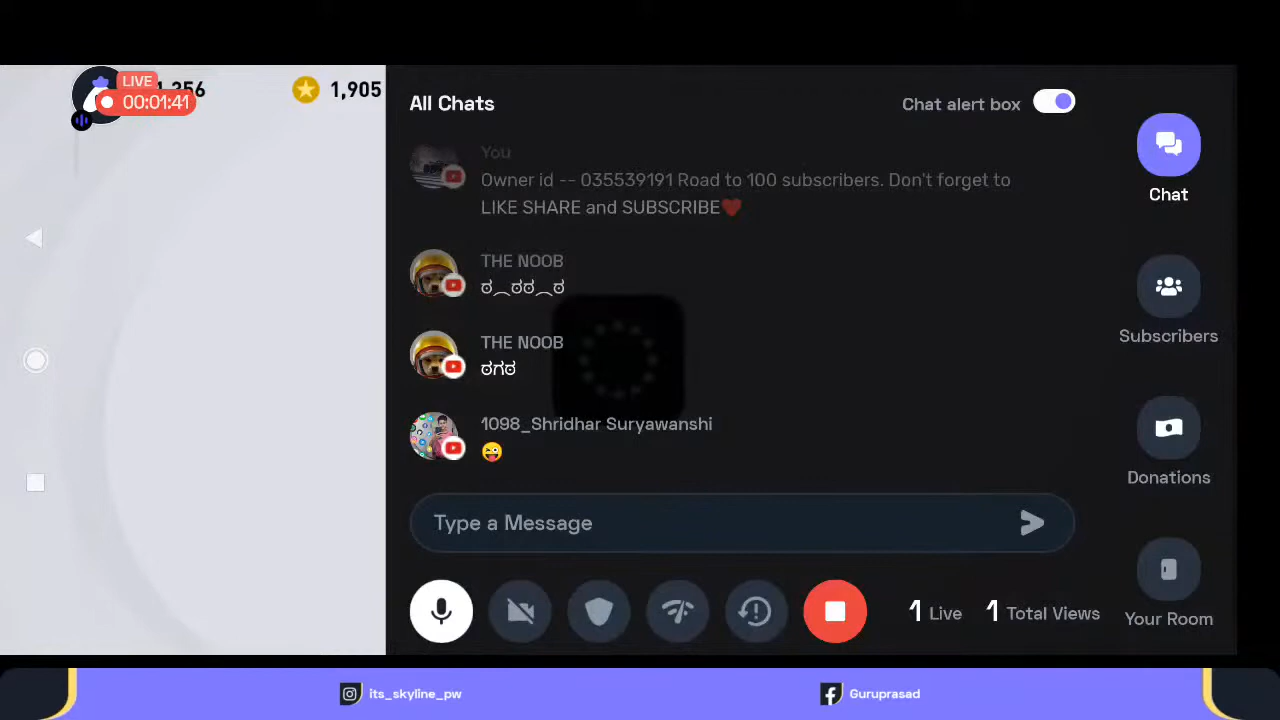 LIVE
00:01:41
1,905
All Chats
Chat alert box
You
Owner id -- 035539191 Road to 100 subscribers. Don't forget to
LIKE SHARE and SUBSCRIBE❤️
THE NOOB
ಠ︵ಠಠ︵ಠ
THE NOOB
ಠಗಠ
1098_Shridhar Suryawanshi
😜
Type a Message
1 Live
1 Total Views
Chat
Subscribers
Donations
Your Room
its_skyline_pw
Guruprasad